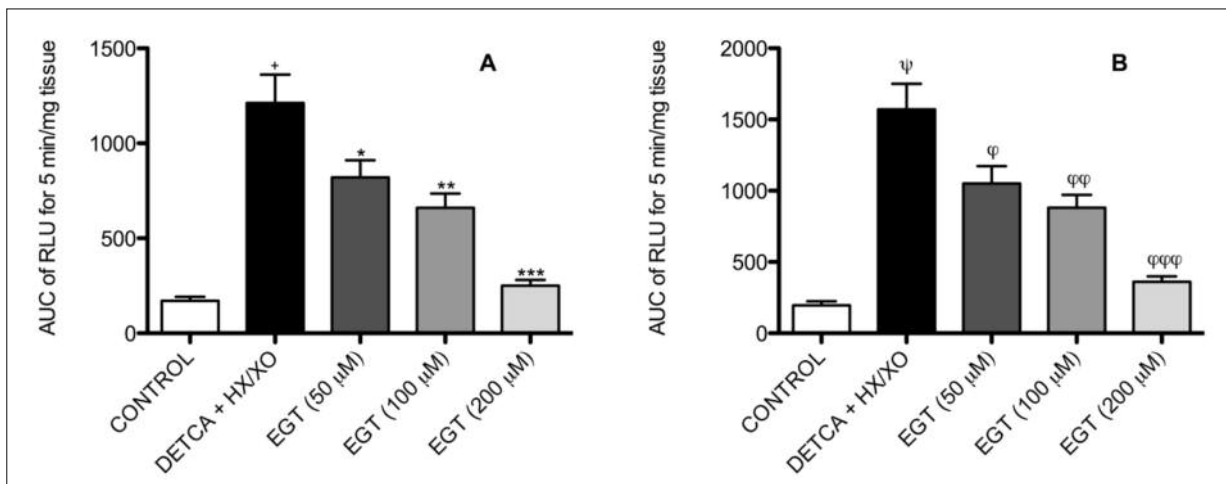 A
AUC of RLU for 5 min/mg tissue
1500
1000
500
0
+
*
**
***
CONTROL
DETCA + HX/XO
EGT (50 μM)
EGT (100 μM)
EGT (200 μM)
B
AUC of RLU for 5 min/mg tissue
2000
1500
1000
500
0
ψ
φ
φφ
φφφ
CONTROL
DETCA + HX/XO
EGT (50 μM)
EGT (100 μM)
EGT (200 μM)